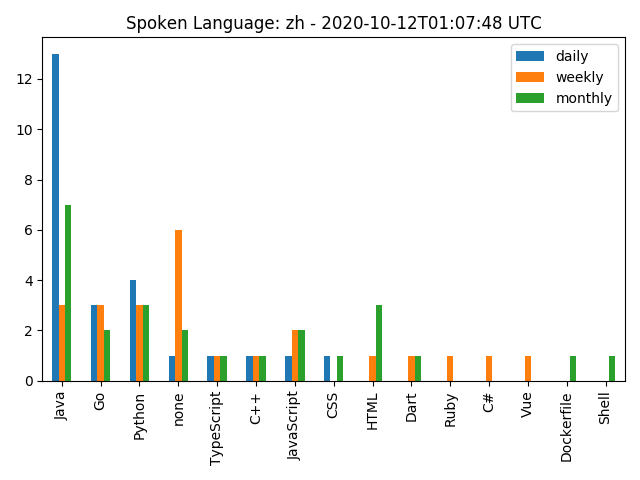 Spoken Language: zh - 2020-10-12T01:07:48 UTC
daily
weekly
monthly
12
10
8
6
4
2
0
Java
Go
Python
none
TypeScript
C++
JavaScript
CSS
HTML
Dart
Ruby
C#
Vue
Dockerfile
Shell